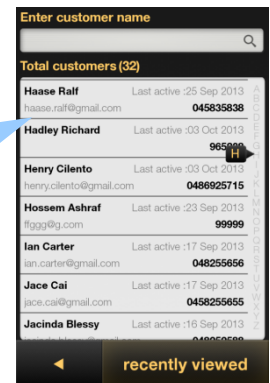 Enter customer name
Total customers (32)
Haase Ralf Last active :25 Sep 2013
haase.ralf@gmail.com 045835838
Hadley Richard Last active :03 Oct 2013
H
Henry Cilento Last active :03 Oct 2013
henry.cilento@gmail.com 0486925715
Hossem Ashraf Last active :23 Sep 2013
ffggg@g.com 99999
Ian Carter Last active :17 Sep 2013
ian.carter@gmail.com 048255656
Jace Cai Last active :17 Sep 2013
jace.cai@gmail.com 0458255655
Jacinda Blessy Last active :16 Sep 2013
recently viewed